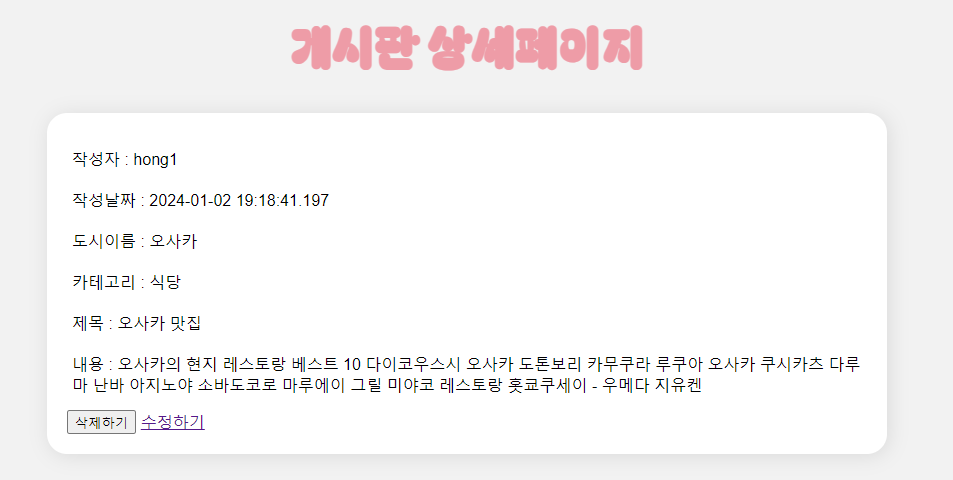 게시판 상세페이지
작성자 : hong1
작성날짜 : 2024-01-02 19:18:41.197
도시이름 : 오사카
카테고리 : 식당
제목 : 오사카 맛집
내용 : 오사카의 현지 레스토랑 베스트 10 다이코우스시 오사카 도톤보리 카무쿠라 루쿠아 오사카 쿠시카츠 다루
마 난바 아지노야 소바도코로 마루에이 그릴 미야코 레스토랑 홋쿄쿠세이 - 우메다 지유켄
삭제하기 수정하기